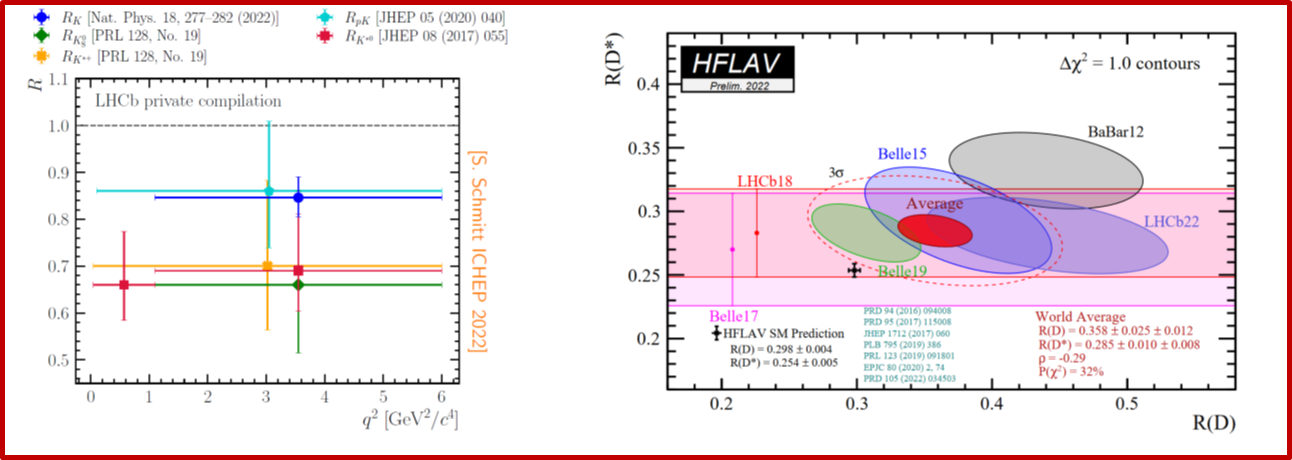 R_K [Nat. Phys. 18, 277–282 (2022)]
R_{K_S^0} [PRL 128, No. 19]
R_{K^{*+}} [PRL 128, No. 19]
R_{pK} [JHEP 05 (2020) 040]
R_{K^{*0}} [JHEP 08 (2017) 055]
R
LHCb private compilation
1.1
1.0
0.9
0.8
0.7
0.6
0.5
0 1 2 3 4 5 6
q² [GeV²/c⁴]
[S. Schmitt ICHEP 2022]
R(D*)
HFLAV
Prelim. 2022
Δχ² = 1.0 contours
0.4
0.35
0.3
0.25
0.2
BaBar12
Belle15
3σ
LHCb18
Average
LHCb22
Belle19
Belle17
HFLAV SM Prediction
R(D) = 0.298 ± 0.004
R(D*) = 0.254 ± 0.005
PRD 94 (2016) 094008
PRD 95 (2017) 115008
JHEP 1712 (2017) 060
PLB 795 (2019) 386
PRL 123 (2019) 091801
EPJC 80 (2020) 2, 74
PRD 105 (2022) 034503
World Average
R(D) = 0.358 ± 0.025 ± 0.012
R(D*) = 0.285 ± 0.010 ± 0.008
ρ = -0.29
P(χ²) = 32%
0.2 0.3 0.4 0.5
R(D)